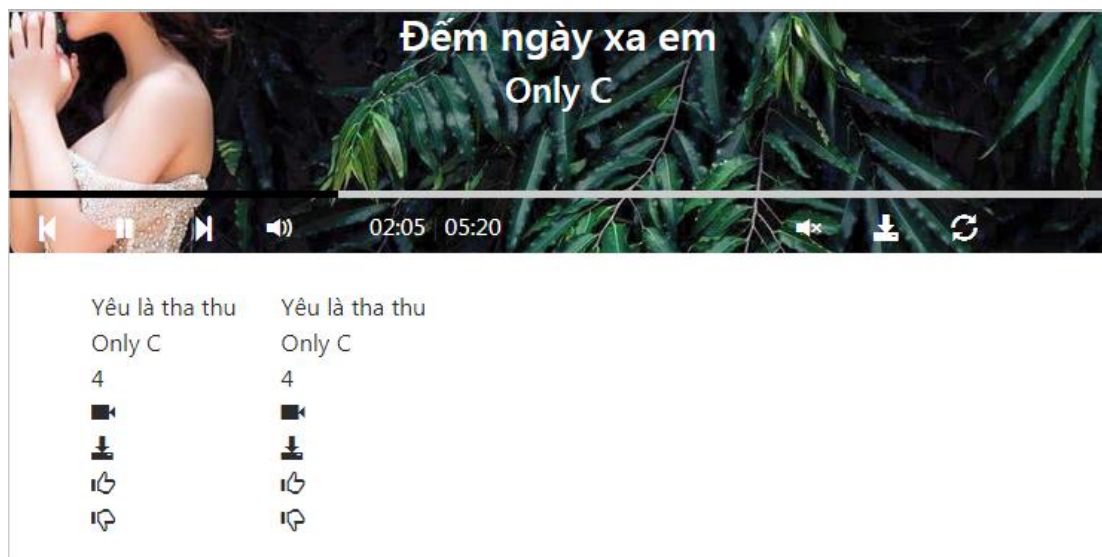 Đếm ngày xa em
Only C
02:05 05:20
Yêu là tha thu Yêu là tha thu
Only C Only C
4 4